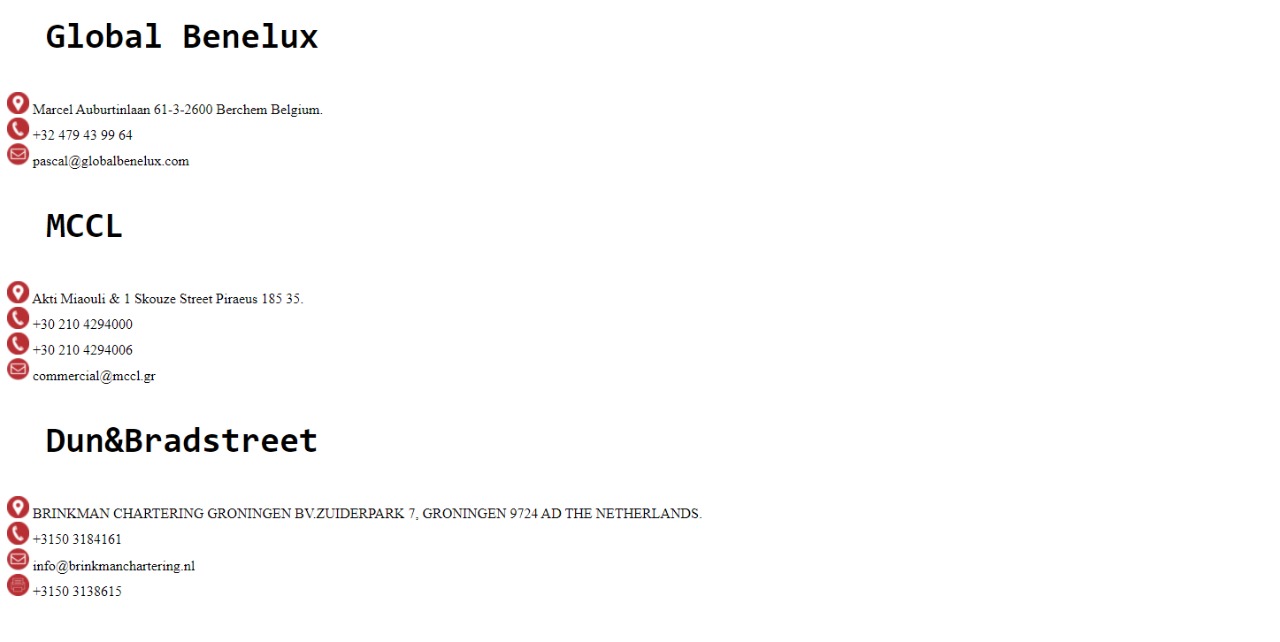 Global Benelux
Marcel Auburtinlaan 61-3-2600 Berchem Belgium.
+32 479 43 99 64
pascal@globalbenelux.com
MCCL
Akti Miaouli & 1 Skouze Street Piraeus 185 35.
+30 210 4294000
+30 210 4294006
commercial@mccl.gr
Dun&Bradstreet
BRINKMAN CHARTERING GRONINGEN BV.ZUIDERPARK 7, GRONINGEN 9724 AD THE NETHERLANDS.
+3150 3184161
info@brinkmanchartering.nl
+3150 3138615